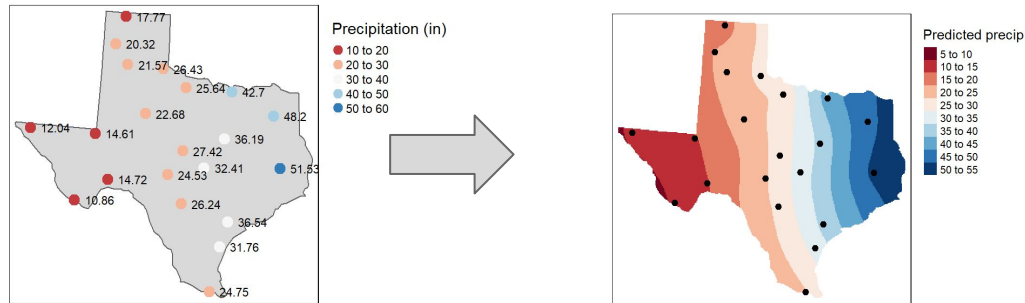 Precipitation (in)
10 to 20
20 to 30
30 to 40
40 to 50
50 to 60
17.77
20.32
21.57
26.43
25.64
42.7
22.68
48.2
12.04
14.61
36.19
27.42
32.41
51.53
24.53
14.72
10.86
26.24
36.54
31.76
24.75
Predicted precip
5 to 10
10 to 15
15 to 20
20 to 25
25 to 30
30 to 35
35 to 40
40 to 45
45 to 50
50 to 55